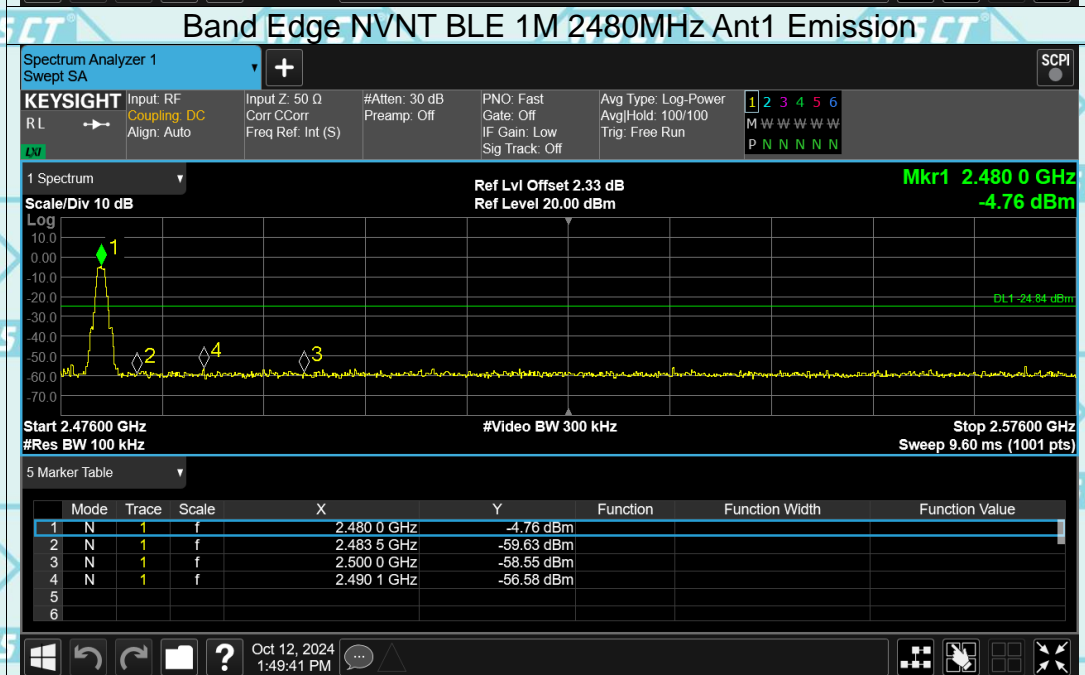 Band Edge NVNT BLE 1M 2480MHz Ant1 Emission
Spectrum Analyzer 1
Swept SA
+
SCPI
KEYSIGHT
R L
LXI
Input: RF
Coupling: DC
Align: Auto
Input Z: 50 Ω
Corr CCorr
Freq Ref: Int (S)
#Atten: 30 dB
Preamp: Off
PNO: Fast
Gate: Off
IF Gain: Low
Sig Track: Off
Avg Type: Log-Power
Avg|Hold: 100/100
Trig: Free Run
1 2 3 4 5 6
M W W W W W
P N N N N N
1 Spectrum
Scale/Div 10 dB
Ref Lvl Offset 2.33 dB
Ref Level 20.00 dBm
Mkr1 2.480 0 GHz
-4.76 dBm
Log
10.0
0.00
-10.0
-20.0
-30.0
-40.0
-50.0
-60.0
-70.0
1
2
4
3
DL1 -24.84 dBm
Start 2.47600 GHz
#Res BW 100 kHz
#Video BW 300 kHz
Stop 2.57600 GHz
Sweep 9.60 ms (1001 pts)
5 Marker Table
Mode Trace Scale X Y Function Function Width Function Value
1 N 1 f 2.480 0 GHz -4.76 dBm
2 N 1 f 2.483 5 GHz -59.63 dBm
3 N 1 f 2.500 0 GHz -58.55 dBm
4 N 1 f 2.490 1 GHz -56.58 dBm
5
6
?
Oct 12, 2024
1:49:41 PM